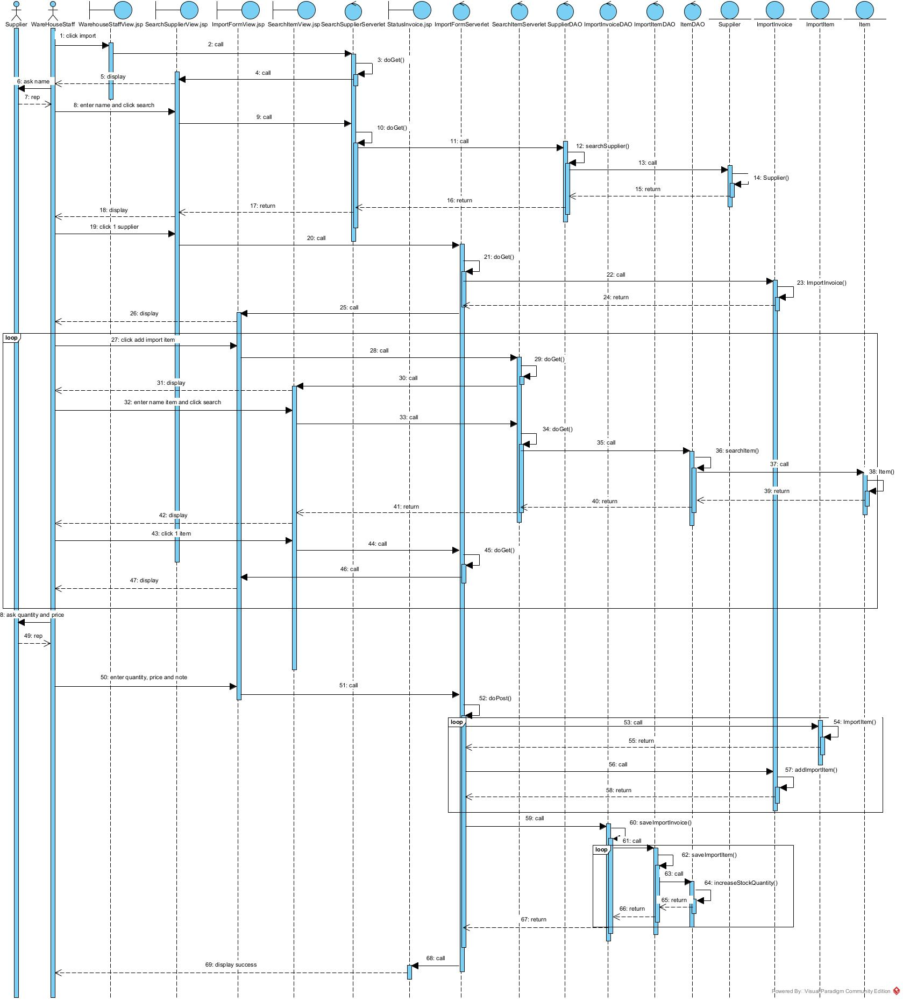 Supplier
WareHouseStaff
WarehouseStaffView.jsp
SearchSupplierView.jsp
ImportFormView.jsp
SearchItemView.jsp
SearchSupplierServlet
StatusInvoice.jsp
ImportFormServerlet
SearchItemServerlet
SupplierDAO
ImportInvoiceDAO
ImportItemDAO
ItemDAO
Suppiler
ImportInvoice
ImportItem
Item
1: click import
2: call
3: doGet()
4: call
5: display
6: ask name
7: rep
8: enter name and click search
9: call
10: doGet()
11: call
12: searchSupplier()
13: call
14: Supplier()
15: return
16: return
17: return
18: display
19: click 1 supplier
20: call
21: doGet()
22: call
23: ImportInvoice()
24: return
25: call
26: display
loop
27: click add import item
28: call
29: doGet()
30: call
31: display
32: enter name item and click search
33: call
34: doGet()
35: call
36: searchItem()
37: call
38: Item()
39: return
40: return
41: return
42: display
43: click 1 item
44: call
45: doGet()
46: call
47: display
8: ask quantity and price
49: rep
50: enter quantity, price and note
51: call
52: doPost()
loop
53: call
54: ImportItem()
55: return
56: call
57: addImportItem()
58: return
59: call
60: saveImportInvoice()
61: call
loop
62: saveImportItem()
63: call
64: increaseStockQuantity()
65: return
66: return
67: return
68: call
69: display success
Powered By: Visual Paradigm Community Edition